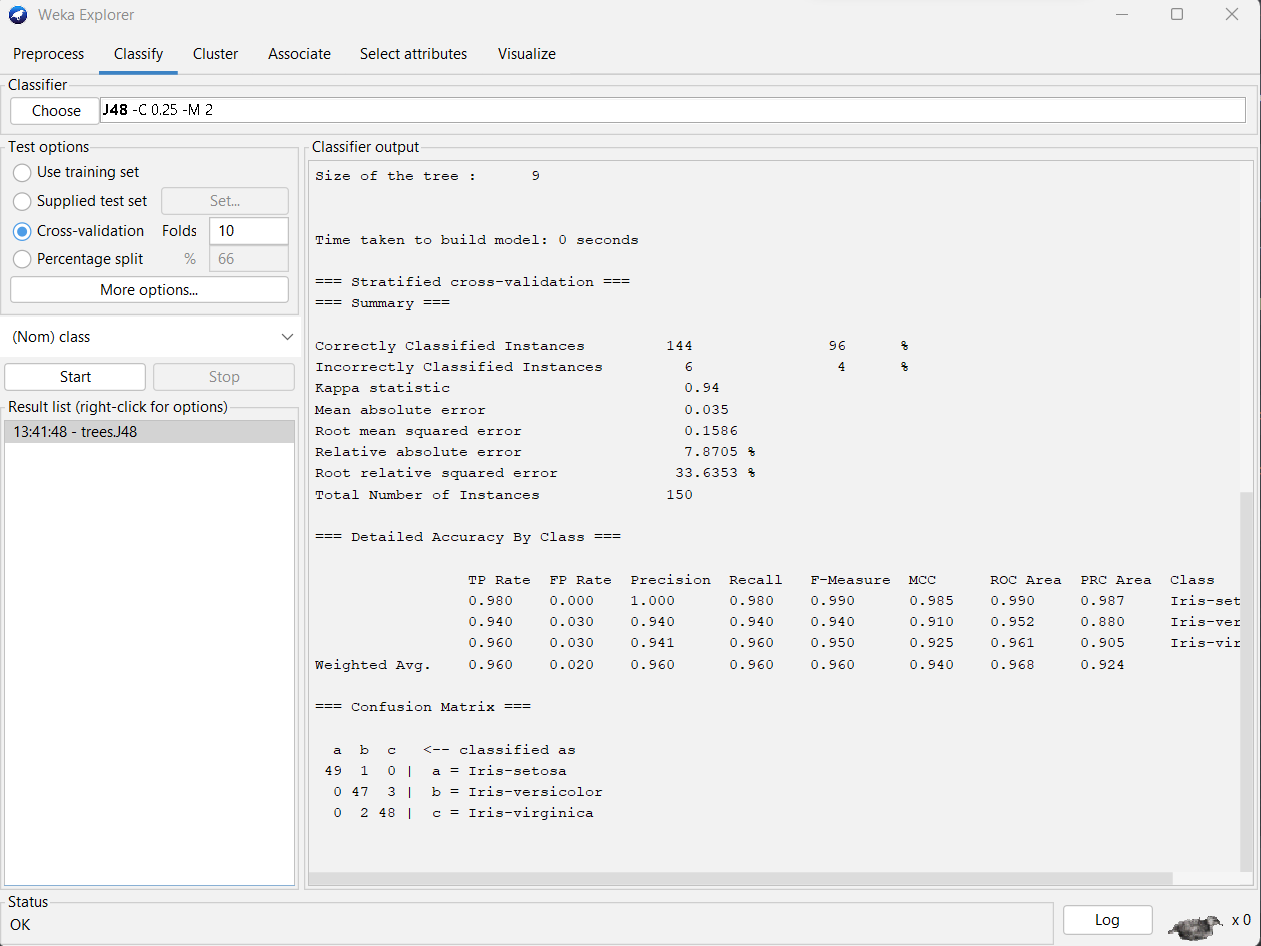 Weka Explorer
Preprocess Classify Cluster Associate Select attributes Visualize
Classifier
Choose J48 -C 0.25 -M 2
Test options
Use training set
Supplied test set Set...
Cross-validation Folds 10
Percentage split % 66
More options...
(Nom) class
Start Stop
Result list (right-click for options)
13:41:48 - trees.J48
Classifier output
Size of the tree : 9
Time taken to build model: 0 seconds
=== Stratified cross-validation ===
=== Summary ===
Correctly Classified Instances 144 96 %
Incorrectly Classified Instances 6 4 %
Kappa statistic 0.94
Mean absolute error 0.035
Root mean squared error 0.1586
Relative absolute error 7.8705 %
Root relative squared error 33.6353 %
Total Number of Instances 150
=== Detailed Accuracy By Class ===
TP Rate FP Rate Precision Recall F-Measure MCC ROC Area PRC Area Class
0.980 0.000 1.000 0.980 0.990 0.985 0.990 0.987 Iris-set
0.940 0.030 0.940 0.940 0.940 0.910 0.952 0.880 Iris-ver
0.960 0.030 0.941 0.960 0.950 0.925 0.961 0.905 Iris-vir
Weighted Avg. 0.960 0.020 0.960 0.960 0.960 0.940 0.968 0.924
=== Confusion Matrix ===
a b c <-- classified as
49 1 0 | a = Iris-setosa
0 47 3 | b = Iris-versicolor
0 2 48 | c = Iris-virginica
Status
OK
Log x 0